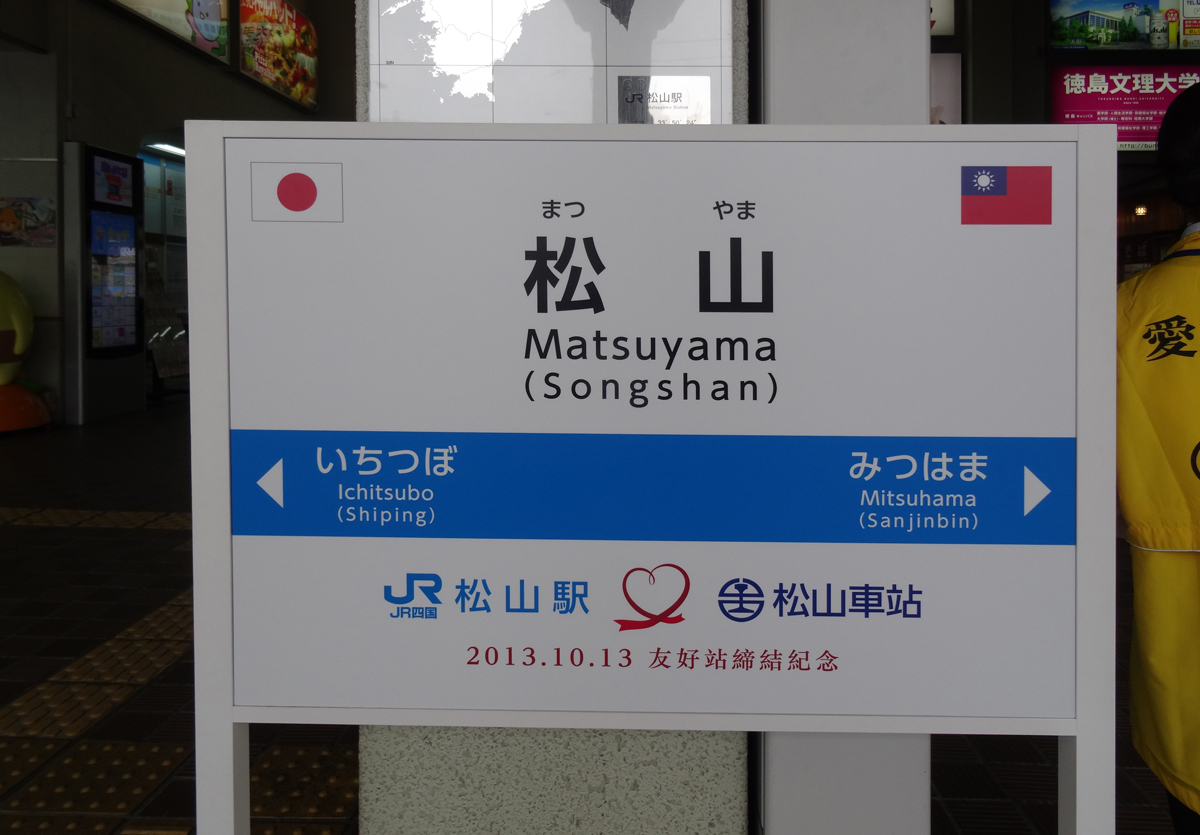 JR 松山駅
徳島文理大学
まつ やま
松 山
Matsuyama
(Songshan)
いちつぼ
Ichitsubo
(Shiping)
みつはま
Mitsuhama
(Sanjinbin)
JR JR四国 松山駅
松山車站
2013.10.13 友好站締結紀念
愛